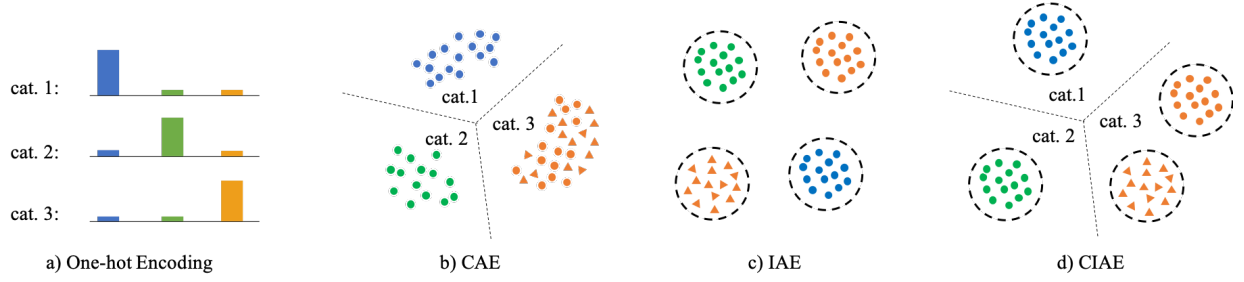 cat. 1:
cat. 2:
cat. 3:
a) One-hot Encoding
cat.1
cat. 2
cat. 3
b) CAE
c) IAE
cat.1
cat. 2
cat. 3
d) CIAE